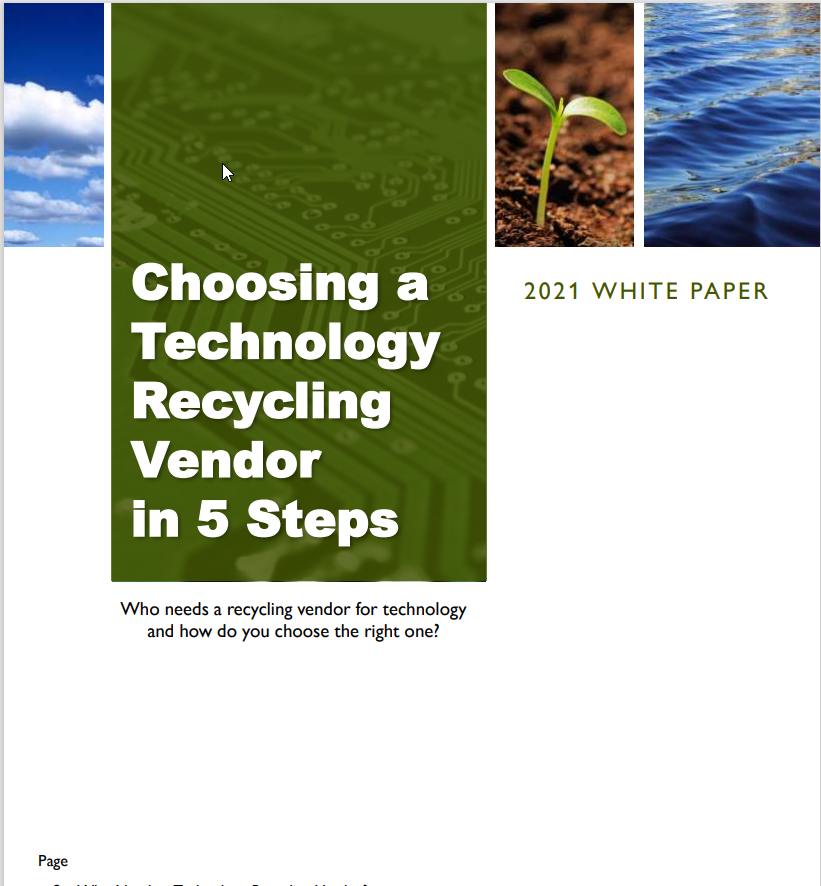 Choosing a
Technology
Recycling
Vendor
in 5 Steps
2021 WHITE PAPER
Who needs a recycling vendor for technology
and how do you choose the right one?
Page